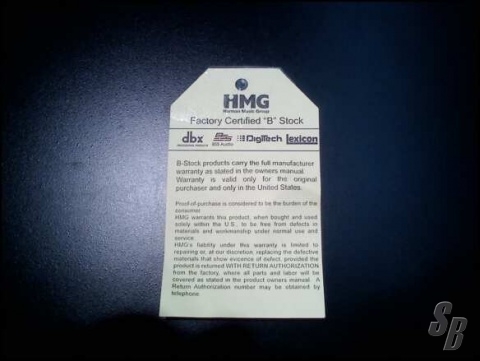 HMG
Harman Music Group
Factory Certified "B" Stock
dbx
PROFESSIONAL PRODUCTS
BSS Audio
DigiTech
lexicon
B-Stock products carry the full manufacturer
warranty as stated in the owners manual.
Warranty is valid only for the original
purchaser and only in the United States.
Proof-of-purchase is considered to be the burden of the
consumer.
HMG warrants this product, when bought and used
solely within the U.S., to be free from defects in
materials and workmanship under normal use and
service.
HMG's liability under this warranty is limited to
repairing or, at our discretion, replacing the defective
materials that show evidence of defect, provided the
product is returned WITH RETURN AUTHORIZATION
from the factory, where all parts and labor will be
covered as stated in the product owners manual. A
Return Authorization number may be obtained by
telephone.
SB